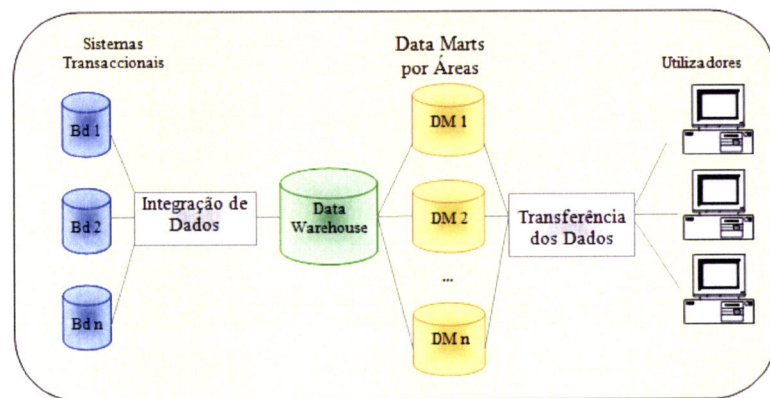 Sistemas
Transaccionais
Data Marts
por Áreas
Utilizadores
Bd 1
Bd 2
Bd n
Integração de
Dados
Data
Warehouse
DM 1
DM 2
...
DM n
Transferência
dos Dados